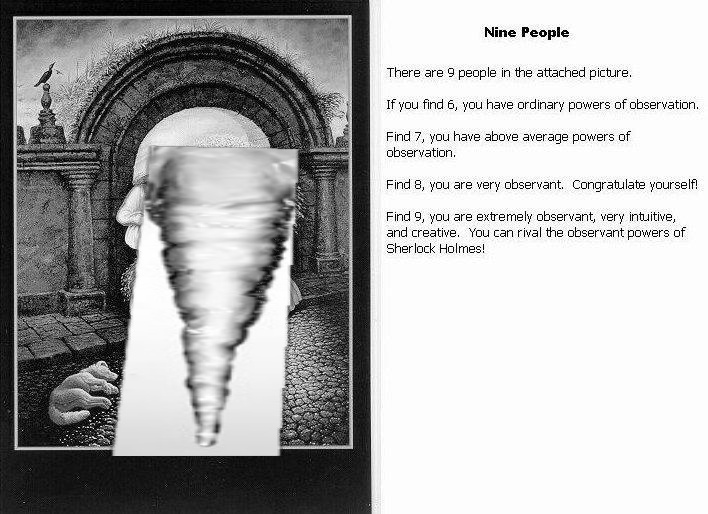 Nine People
There are 9 people in the attached picture.
If you find 6, you have ordinary powers of observation.
Find 7, you have above average powers of
observation.
Find 8, you are very observant.  Congratulate yourself!
Find 9, you are extremely observant, very intuitive,
and creative.  You can rival the observant powers of
Sherlock Holmes!